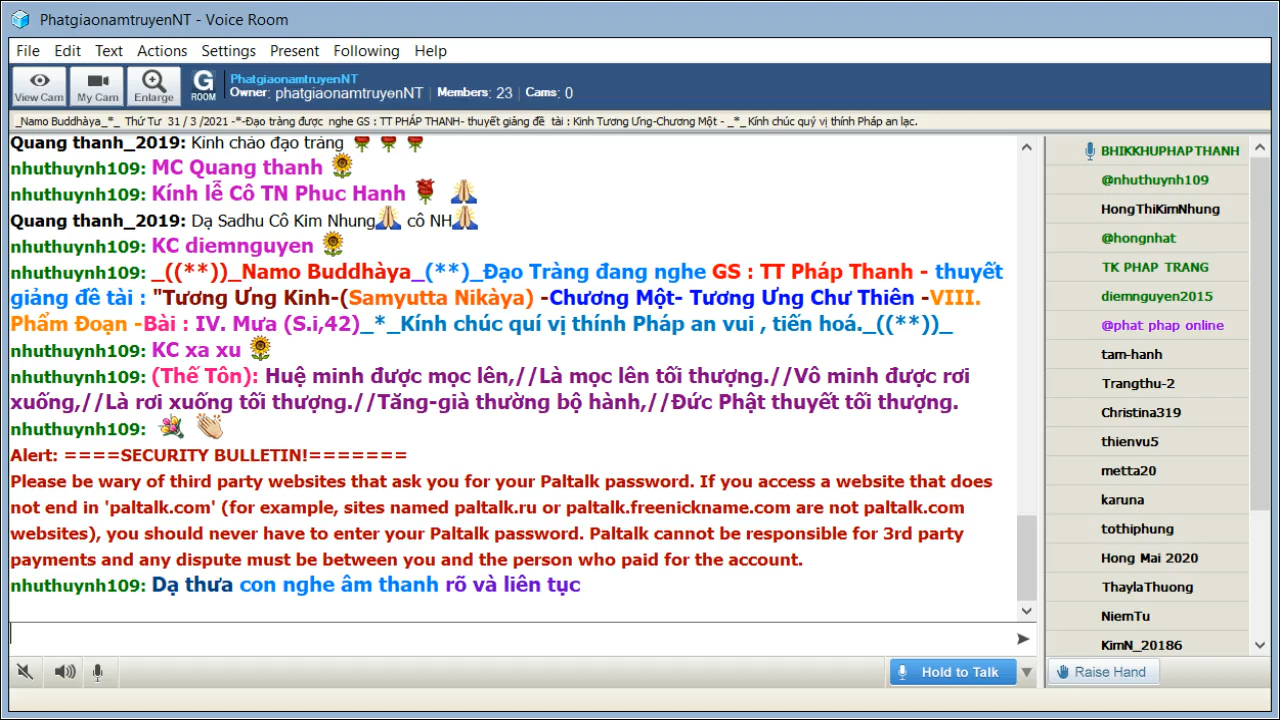 PhatgiaonamtruyenNT - Voice Room
File Edit Text Actions Settings Present Following Help
View Cam My Cam Enlarge G ROOM
PhatgiaonamtruyenNT
Owner: phatgiaonamtruyenNT Members: 23 Cams: 0
_Namo Buddhàya_*_ Thứ Tư 31 / 3 /2021 -*-Đạo tràng được nghe GS : TT PHÁP THANH- thuyết giảng đề tài : Kinh Tương Ưng-Chương Một - _*_Kính chúc quý vị thính Pháp an lạc.
Quang thanh_2019: Kính chào đạo tràng
nhuthuynh109: MC Quang thanh
nhuthuynh109: Kính lễ Cô TN Phuc Hanh
Quang thanh_2019: Dạ Sadhu Cô Kim Nhung cô NH
nhuthuynh109: KC diemnguyen
nhuthuynh109: _((**))_Namo Buddhàya_(**)_Đạo Tràng đang nghe GS : TT Pháp Thanh - thuyết
giảng đề tài : "Tương Ưng Kinh-(Samyutta Nikàya) -Chương Một- Tương Ưng Chư Thiên -VIII.
Phẩm Đoạn -Bài : IV. Mưa (S.i,42)_*_Kính chúc quí vị thính Pháp an vui , tiến hoá._((**))_
nhuthuynh109: KC xa xu
nhuthuynh109: (Thế Tôn): Huệ minh được mọc lên,//Là mọc lên tối thượng.//Vô minh được rơi
xuống,//Là rơi xuống tối thượng.//Tăng-già thường bộ hành,//Đức Phật thuyết tối thượng.
nhuthuynh109:
Alert: ====SECURITY BULLETIN!=======
Please be wary of third party websites that ask you for your Paltalk password. If you access a website that does
not end in 'paltalk.com' (for example, sites named paltalk.ru or paltalk.freenickname.com are not paltalk.com
websites), you should never have to enter your Paltalk password. Paltalk cannot be responsible for 3rd party
payments and any dispute must be between you and the person who paid for the account.
nhuthuynh109: Dạ thưa con nghe âm thanh rõ và liên tục
Hold to Talk
BHIKKHUPHAPTHANH
@nhuthuynh109
HongThiKimNhung
@hongnhat
TK PHAP TRANG
diemnguyen2015
@phat phap online
tam-hanh
Trangthu-2
Christina319
thienvu5
metta20
karuna
tothiphung
Hong Mai 2020
ThaylaThuong
NiemTu
KimN_20186
Raise Hand